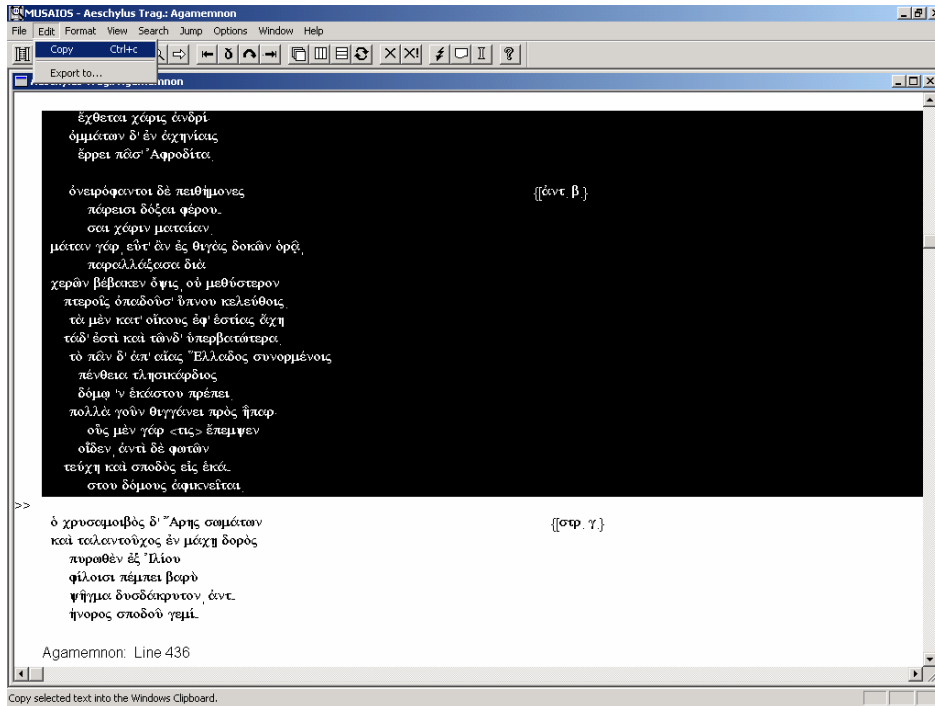 MUSAIOS - Aeschylus Trag.: Agamemnon
File Edit Format View Search Jump Options Window Help
Copy Ctrl+c
Export to...
ἔχθεται χάρις ἀνδρί·
ὀμμάτων δ' ἐν ἀχηνίαις
ἔρρει πᾶσ' Ἀφροδίτα.
ὀνειρόφαντοι δὲ πειθήμονες {[ἀντ. β.}
πάρεισι δόξαι φέρου-
σαι χάριν ματαίαν.
μάταν γάρ, εὖτ' ἂν ἐς θιγὰς δοκῶν ὁρᾷ,
παραλλάξασα διὰ
χερῶν βέβακεν ὄψις, οὐ μεθύστερον
πτεροῖς ὀπαδοῦσ' ὕπνου κελεύθοις.
τὰ μὲν κατ' οἴκους ἐφ' ἑστίας ἄχη
τάδ' ἐστὶ καὶ τῶνδ' ὑπερβατώτερα.
τὸ πᾶν δ' ἀπ' αἴας Ἕλλαδος συνορμένοις
πένθεια τλησικάρδιος
δόμῳ 'ν ἑκάστου πρέπει.
πολλὰ γοῦν θιγγάνει πρὸς ἧπαρ·
οὓς μὲν γάρ <τις> ἔπεμψεν
οἶδεν, ἀντὶ δὲ φωτῶν
τεύχη καὶ σποδὸς εἰς ἑκά-
στου δόμους ἀφικνεῖται.
>>
ὁ χρυσαμοιβὸς δ' Ἄρης σωμάτων {[στρ. γ.}
καὶ ταλαντοῦχος ἐν μάχῃ δορὸς
πυρωθὲν ἐξ Ἰλίου
φίλοισι πέμπει βαρὺ
ψῆγμα δυσδάκρυτον, ἀντ-
ήνορος σποδοῦ γεμί-
Agamemnon: Line 436
Copy selected text into the Windows Clipboard.